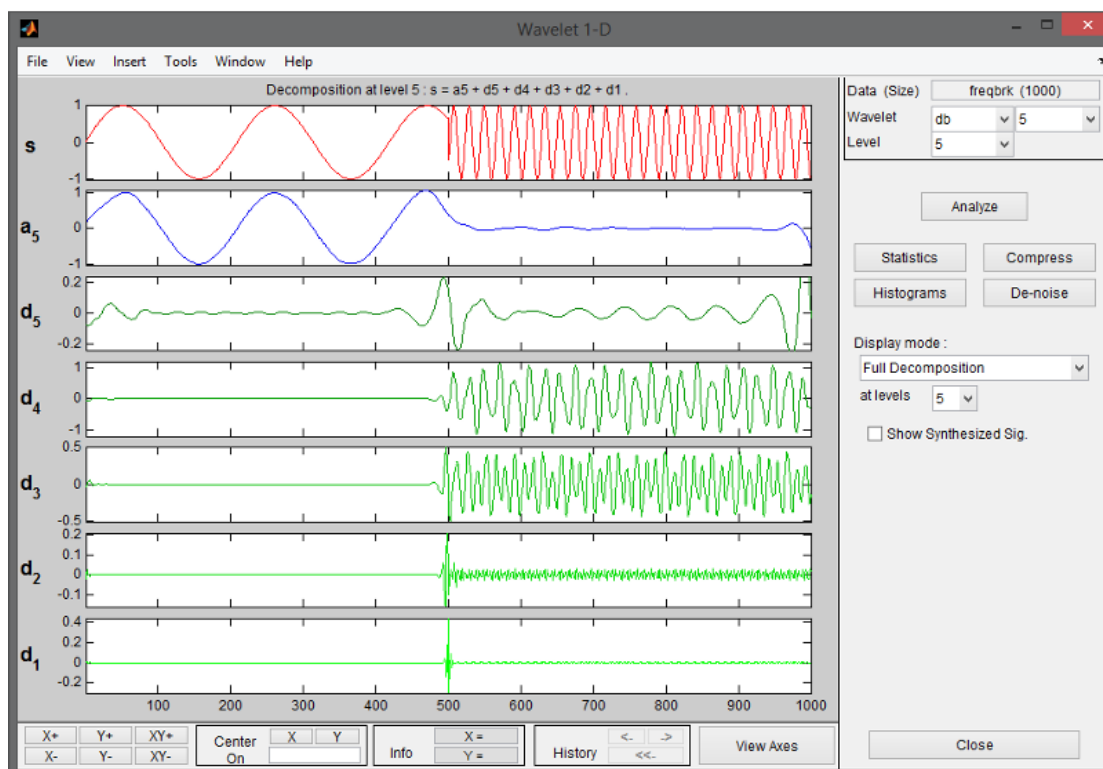 Wavelet 1-D
File View Insert Tools Window Help
Decomposition at level 5 : s = a5 + d5 + d4 + d3 + d2 + d1 .
s
1
0
-1
a5
1
0
-1
d5
0.2
0
-0.2
d4
1
0
-1
d3
0.5
0
-0.5
d2
0.2
0.1
0
-0.1
d1
0.4
0.2
0
-0.2
100 200 300 400 500 600 700 800 900 1000
Data (Size) freqbrk (1000)
Wavelet db 5
Level 5
Analyze
Statistics Compress
Histograms De-noise
Display mode :
Full Decomposition
at levels 5
Show Synthesized Sig.
X+ Y+ XY+
X- Y- XY-
Center On X Y
Info X = Y =
History <- -> <<-
View Axes
Close